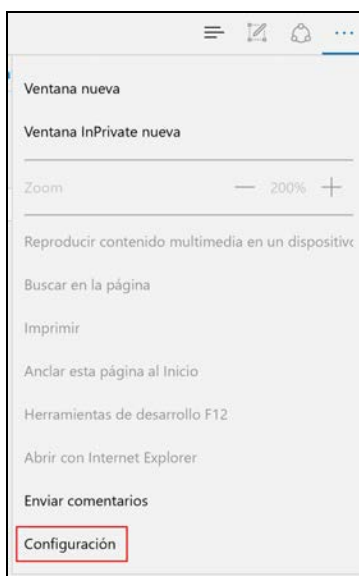 Ventana nueva
Ventana InPrivate nueva
Zoom — 200% +
Reproducir contenido multimedia en un dispositivo
Buscar en la página
Imprimir
Anclar esta página al Inicio
Herramientas de desarrollo F12
Abrir con Internet Explorer
Enviar comentarios
Configuración